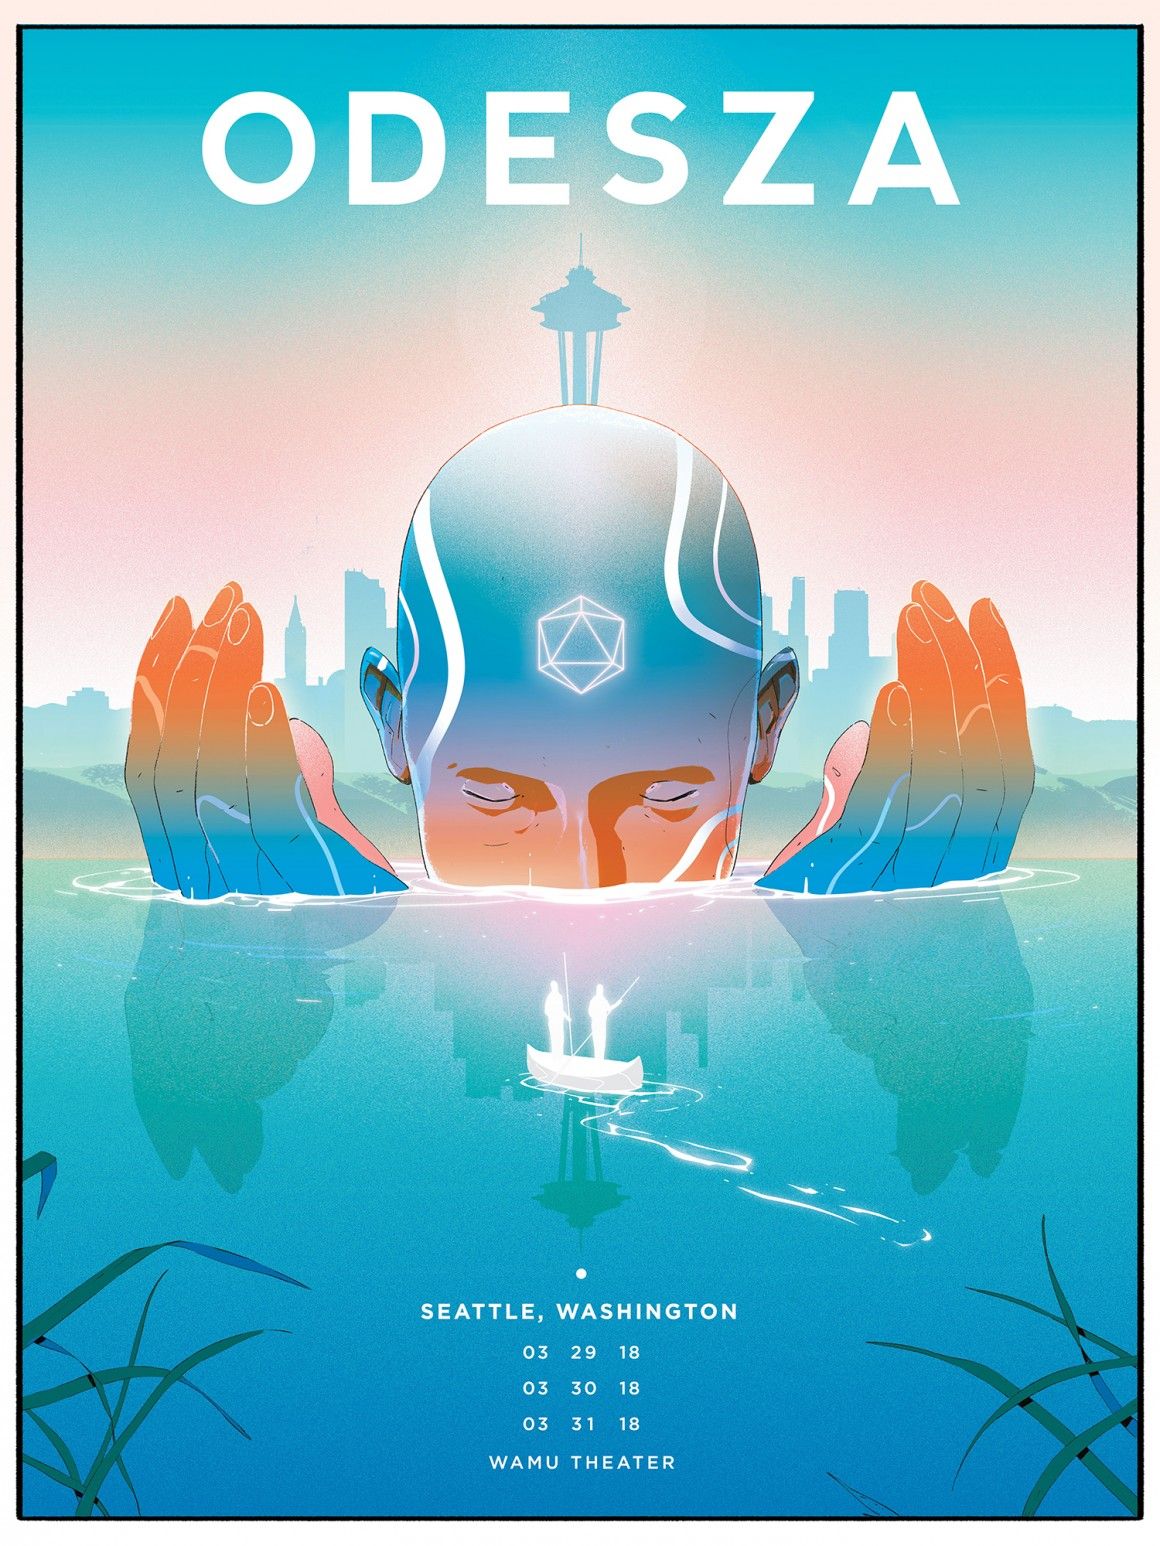 ODESZA
SEATTLE, WASHINGTON
03 29 18
03 30 18
03 31 18
WAMU THEATER